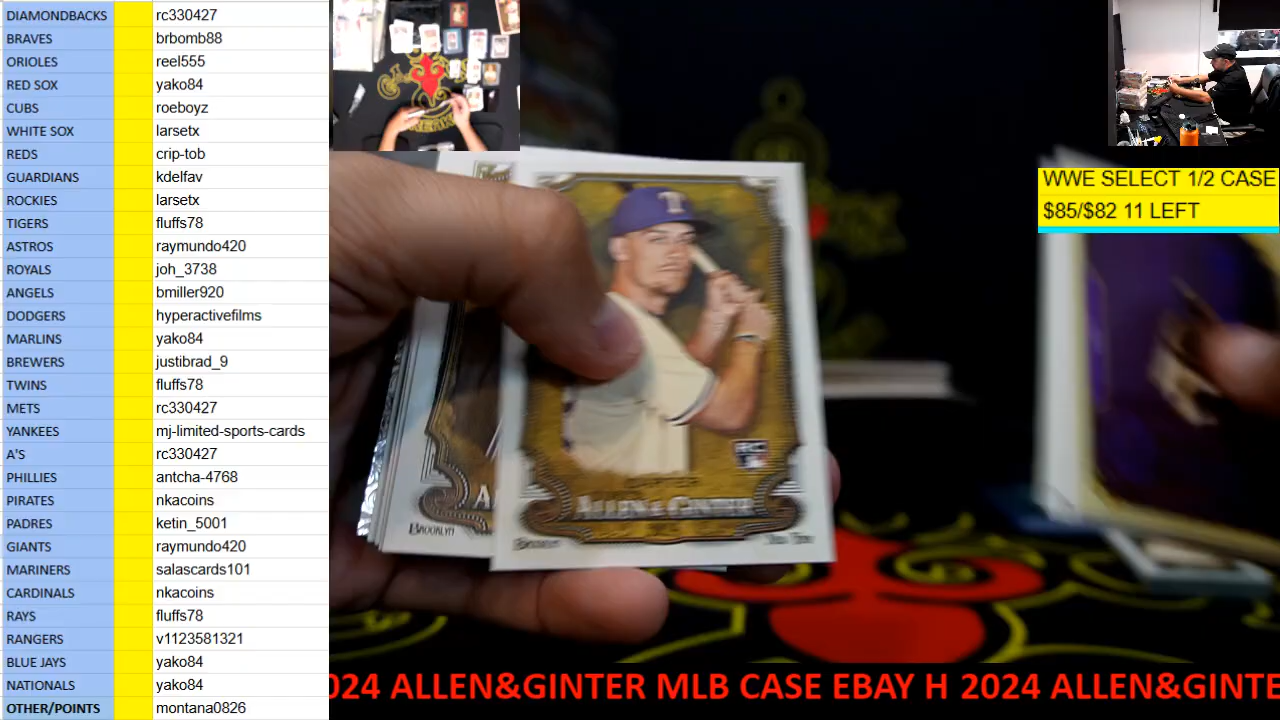 DIAMONDBACKS rc330427
BRAVES brbomb88
ORIOLES reel555
RED SOX yako84
CUBS roeboyz
WHITE SOX larsetx
REDS crip-tob
GUARDIANS kdelfav
ROCKIES larsetx
TIGERS fluffs78
ASTROS raymundo420
ROYALS joh_3738
ANGELS bmiller920
DODGERS hyperactivefilms
MARLINS yako84
BREWERS justibrad_9
TWINS fluffs78
METS rc330427
YANKEES mj-limited-sports-cards
A'S rc330427
PHILLIES antcha-4768
PIRATES nkacoins
PADRES ketin_5001
GIANTS raymundo420
MARINERS salascards101
CARDINALS nkacoins
RAYS fluffs78
RANGERS v1123581321
BLUE JAYS yako84
NATIONALS yako84
OTHER/POINTS montana0826
WWE SELECT 1/2 CASE
$85/$82 11 LEFT
T
RC
ALLEN & GINTER
BROOKLYN
024 ALLEN&GINTER MLB CASE EBAY H 2024 ALLEN&GINTE